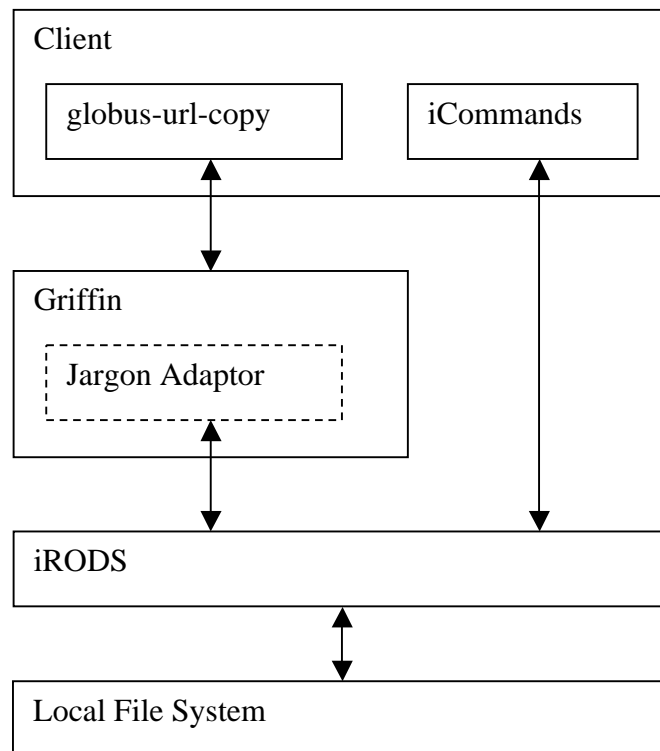 Client
globus-url-copy
iCommands
Griffin
Jargon Adaptor
iRODS
Local File System